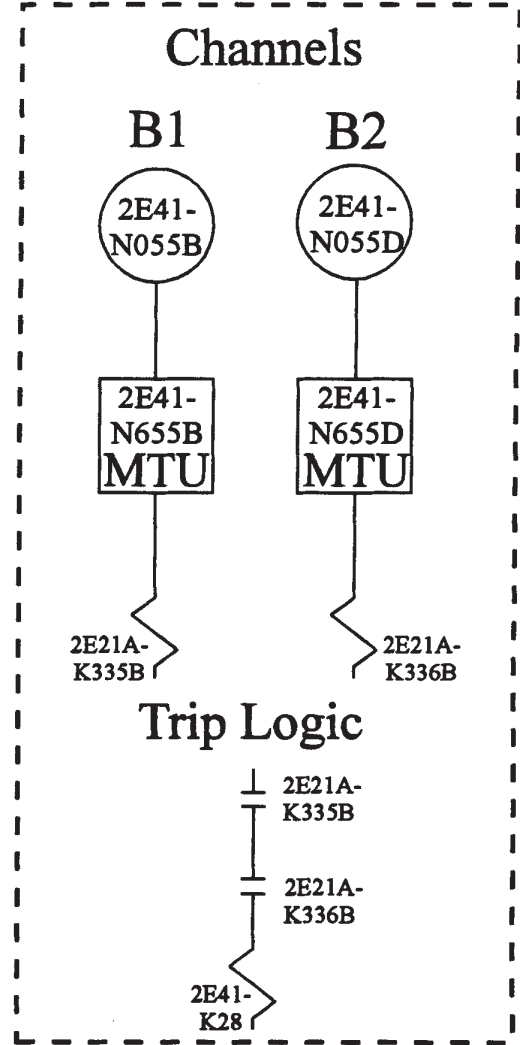 Channels
B1 B2
2E41- 2E41-
N055B N055D
2E41- 2E41-
N655B N655D
MTU MTU
2E21A- 2E21A-
K335B K336B
Trip Logic
2E21A-
K335B
2E21A-
K336B
2E41-
K28